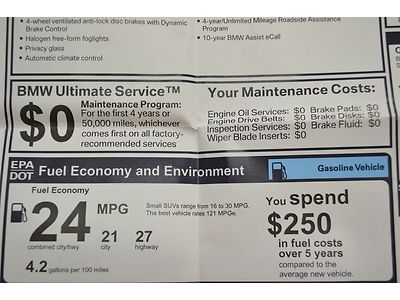 • 4-wheel ventilated anti-lock disc brakes with Dynamic
Brake Control
• Halogen free-form foglights
• Privacy glass
• Automatic climate control
• 4-year/Unlimited Mileage Roadside Assistance
Program
• 10-year BMW Assist eCall
BMW Ultimate Service™
$0
Maintenance Program:
For the first 4 years or
50,000 miles, whichever
comes first on all factory-
recommended services
Your Maintenance Costs:
Engine Oil Services: $0 Brake Pads: $0
Engine Drive Belts: $0 Brake Disks: $0
Inspection Services: $0 Brake Fluid: $0
Wiper Blade Inserts: $0
EPA
DOT
Fuel Economy and Environment
Gasoline Vehicle
Fuel Economy
24 MPG
combined city/hwy
21
city
27
highway
Small SUVs range from 16 to 30 MPG.
The best vehicle rates 121 MPGe.
4.2 gallons per 100 miles
You spend
$250
in fuel costs
over 5 years
compared to the
average new vehicle.